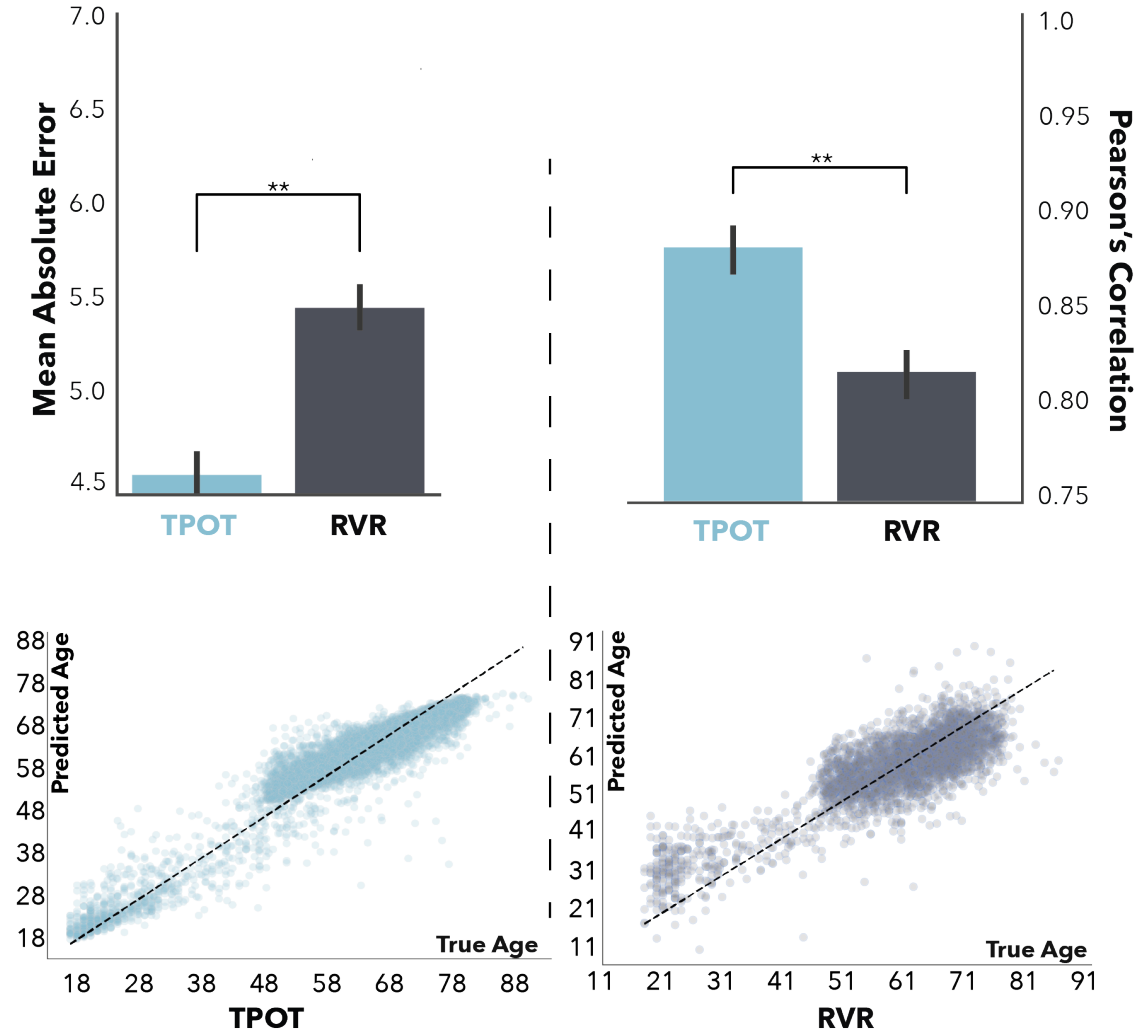 7.0
6.5
6.0
5.5
5.0
4.5
Mean Absolute Error
**
TPOT
RVR
1.0
0.95
0.90
0.85
0.80
0.75
Pearson's Correlation
**
TPOT
RVR
88
78
68
58
48
38
28
18
Predicted Age
True Age
18 28 38 48 58 68 78 88
TPOT
91
81
71
61
51
41
31
21
11
Predicted Age
True Age
11 21 31 41 51 61 71 81 91
RVR